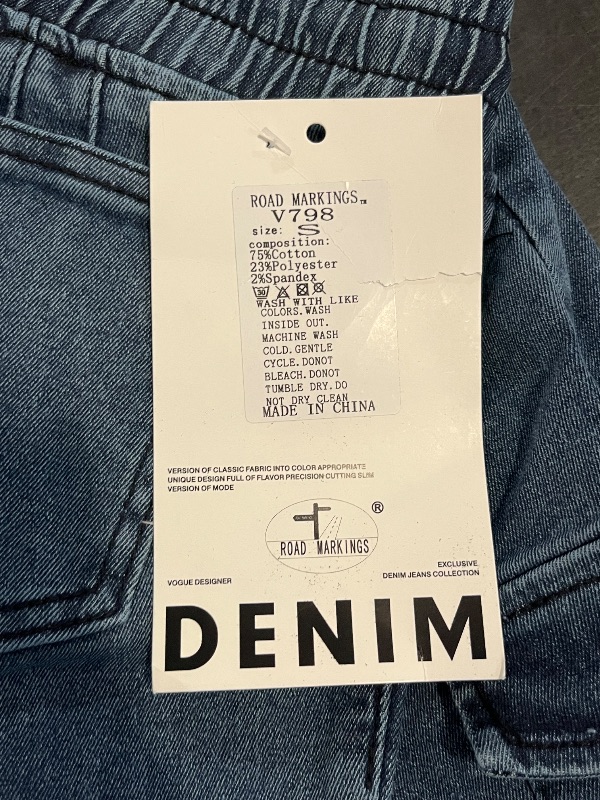 ROAD MARKINGS™
V798
size: S
composition:
75%Cotton
23%Polyester
2%Spandex
30
WASH WITH LIKE
COLORS.WASH
INSIDE OUT.
MACHINE WASH
COLD.GENTLE
CYCLE.DONOT
BLEACH.DONOT
TUMBLE DRY.DO
NOT DRY CLEAN
MADE IN CHINA
VERSION OF CLASSIC FABRIC INTO COLOR APPROPRIATE
UNIQUE DESIGN FULL OF FLAVOR PRECISION CUTTING SLIM
VERSION OF MODE
®
ROAD MARKINGS
VOGUE DESIGNER
EXCLUSIVE
DENIM JEANS COLLECTION
DENIM